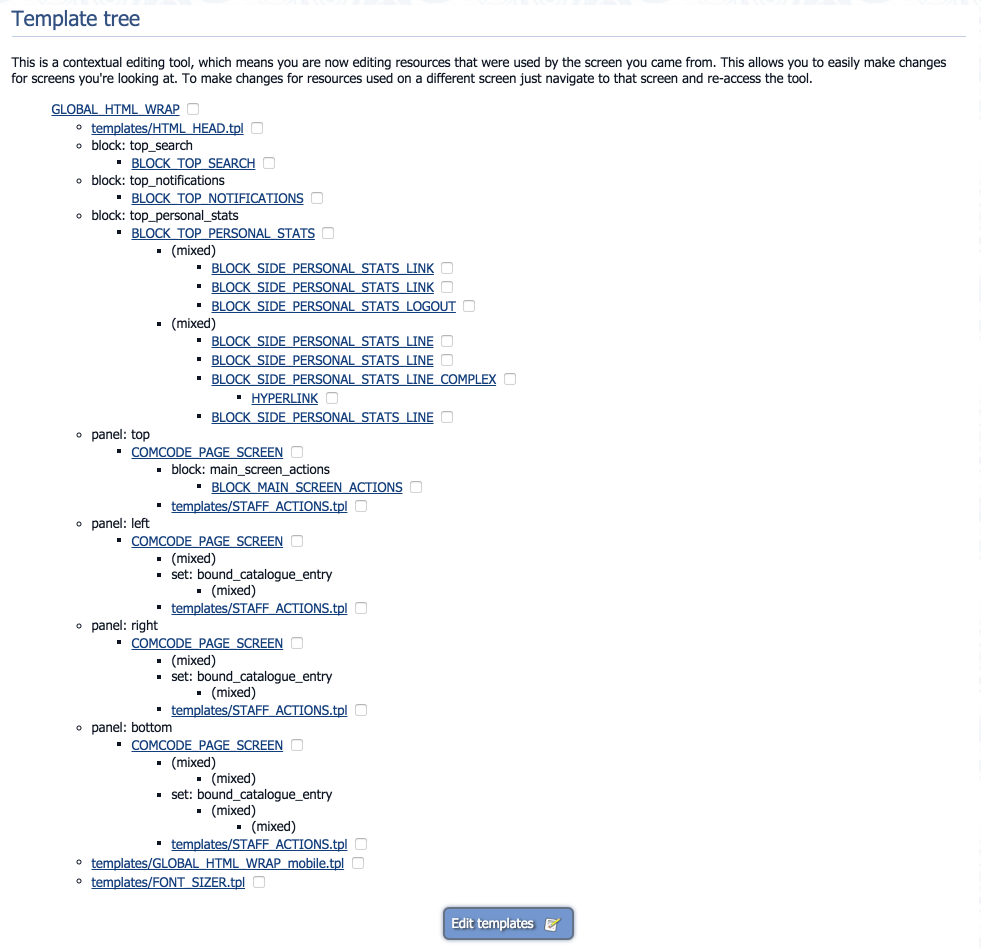 Template tree
This is a contextual editing tool, which means you are now editing resources that were used by the screen you came from. This allows you to easily make changes
for screens you're looking at. To make changes for resources used on a different screen just navigate to that screen and re-access the tool.
GLOBAL_HTML_WRAP
templates/HTML_HEAD.tpl
block: top_search
BLOCK_TOP_SEARCH
block: top_notifications
BLOCK_TOP_NOTIFICATIONS
block: top_personal_stats
BLOCK_TOP_PERSONAL_STATS
(mixed)
BLOCK_SIDE_PERSONAL_STATS_LINK
BLOCK_SIDE_PERSONAL_STATS_LINK
BLOCK_SIDE_PERSONAL_STATS_LOGOUT
(mixed)
BLOCK_SIDE_PERSONAL_STATS_LINE
BLOCK_SIDE_PERSONAL_STATS_LINE
BLOCK_SIDE_PERSONAL_STATS_LINE_COMPLEX
HYPERLINK
BLOCK_SIDE_PERSONAL_STATS_LINE
panel: top
COMCODE_PAGE_SCREEN
block: main_screen_actions
BLOCK_MAIN_SCREEN_ACTIONS
templates/STAFF_ACTIONS.tpl
panel: left
COMCODE_PAGE_SCREEN
(mixed)
set: bound_catalogue_entry
(mixed)
templates/STAFF_ACTIONS.tpl
panel: right
COMCODE_PAGE_SCREEN
(mixed)
set: bound_catalogue_entry
(mixed)
templates/STAFF_ACTIONS.tpl
panel: bottom
COMCODE_PAGE_SCREEN
(mixed)
(mixed)
set: bound_catalogue_entry
(mixed)
(mixed)
templates/STAFF_ACTIONS.tpl
templates/GLOBAL_HTML_WRAP_mobile.tpl
templates/FONT_SIZER.tpl
Edit templates